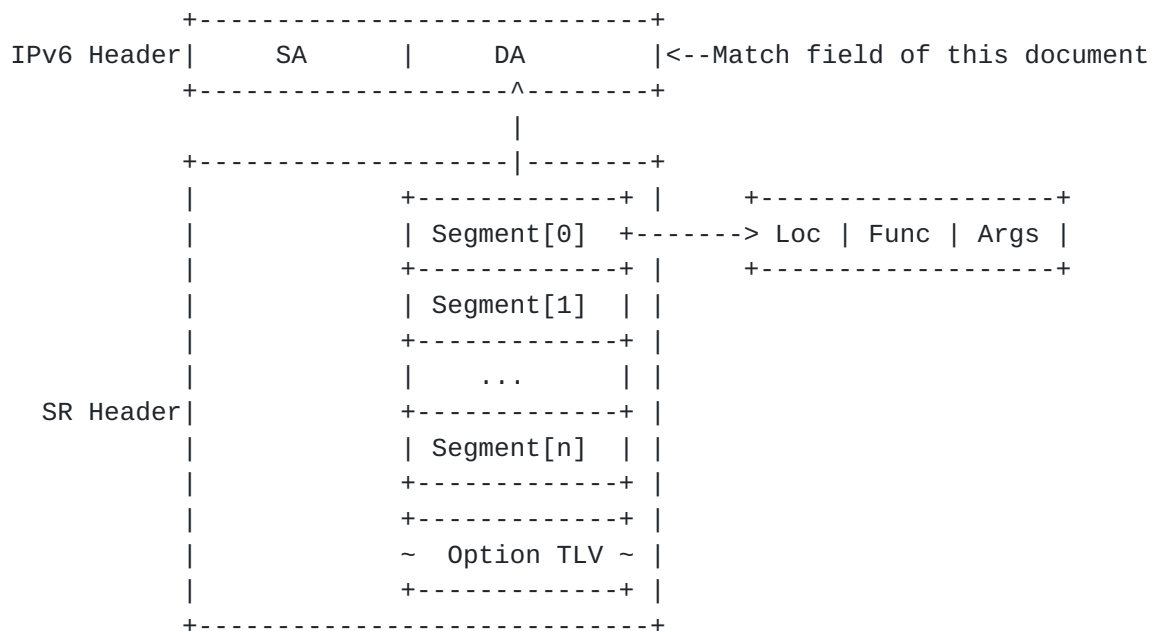 IPv6 Header SA DA <--Match field of this document
Segment[0] Loc | Func | Args
Segment[1]
...
SR Header
Segment[n]
Option TLV